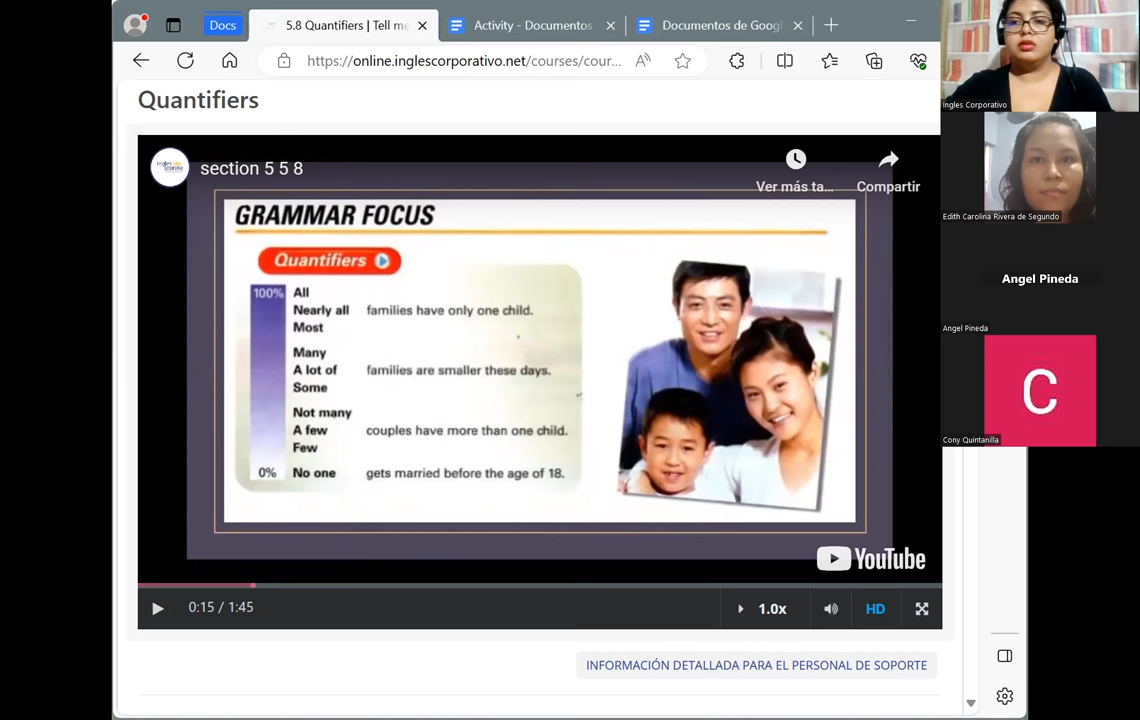 Docs
5.8 Quantifiers | Tell me
Activity - Documentos
Documentos de Googl
https://online.inglescorporativo.net/courses/cour...
Quantifiers
section 5 5 8
Ver más ta...
Compartir
GRAMMAR FOCUS
Quantifiers
100%
All
Nearly all families have only one child.
Most
Many
A lot of families are smaller these days.
Some
Not many
A few couples have more than one child.
Few
0% No one gets married before the age of 18.
YouTube
0:15 / 1:45
1.0x
HD
INFORMACIÓN DETALLADA PARA EL PERSONAL DE SOPORTE
Ingles Corporativo
Edith Carolina Rivera de Segundo
Angel Pineda
Angel Pineda
C
Cony Quintanilla